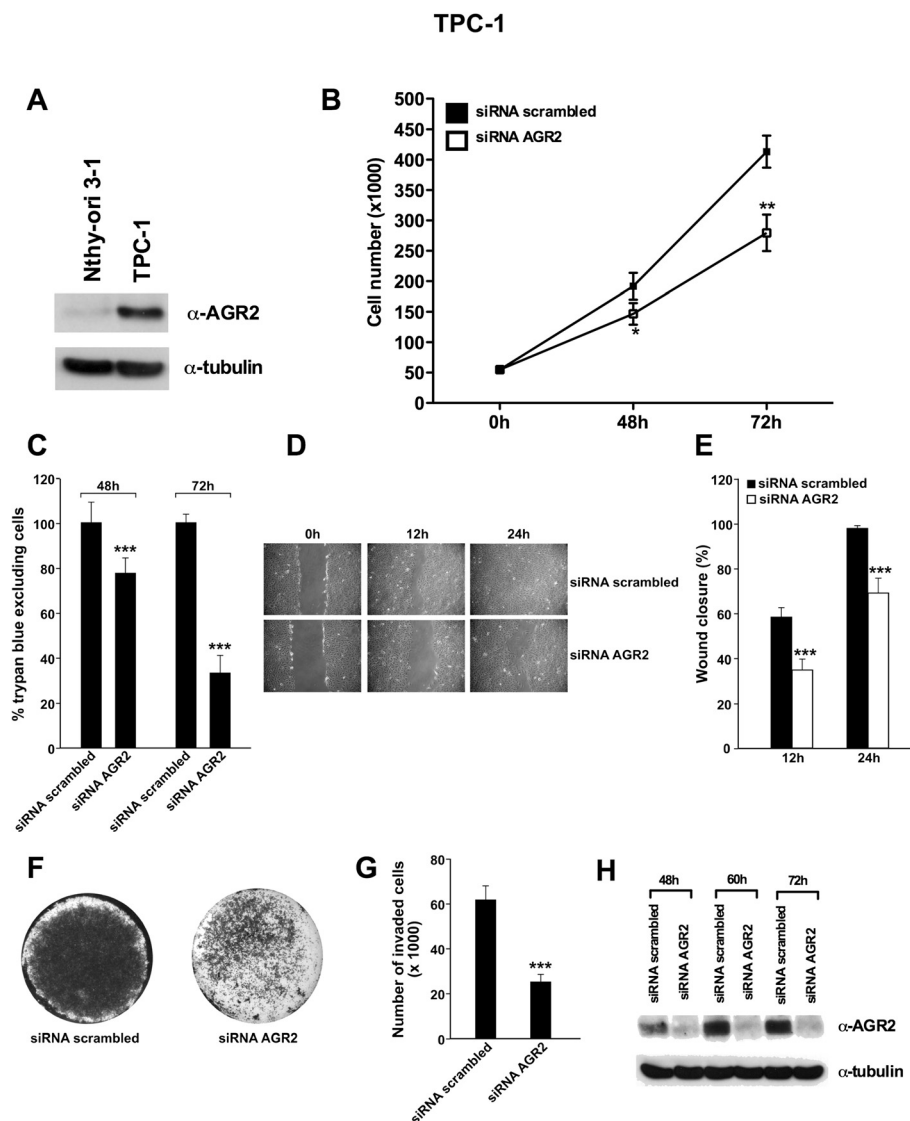 TPC-1
A
Nthy-ori 3-1
TPC-1
α-AGR2
α-tubulin
B
siRNA scrambled
siRNA AGR2
Cell number (x1000)
500
450
400
350
300
250
200
150
100
50
0
**
*
0h
48h
72h
C
% trypan blue excluding cells
120
100
80
60
40
20
0
48h
72h
***
***
siRNA scrambled
siRNA AGR2
siRNA scrambled
siRNA AGR2
D
0h
12h
24h
siRNA scrambled
siRNA AGR2
E
siRNA scrambled
siRNA AGR2
Wound closure (%)
120
100
80
60
40
20
0
***
***
12h
24h
F
siRNA scrambled
siRNA AGR2
G
Number of invaded cells
(x 1000)
80
60
40
20
0
***
siRNA scrambled
siRNA AGR2
H
48h
60h
72h
siRNA scrambled
siRNA AGR2
siRNA scrambled
siRNA AGR2
siRNA scrambled
siRNA AGR2
α-AGR2
α-tubulin